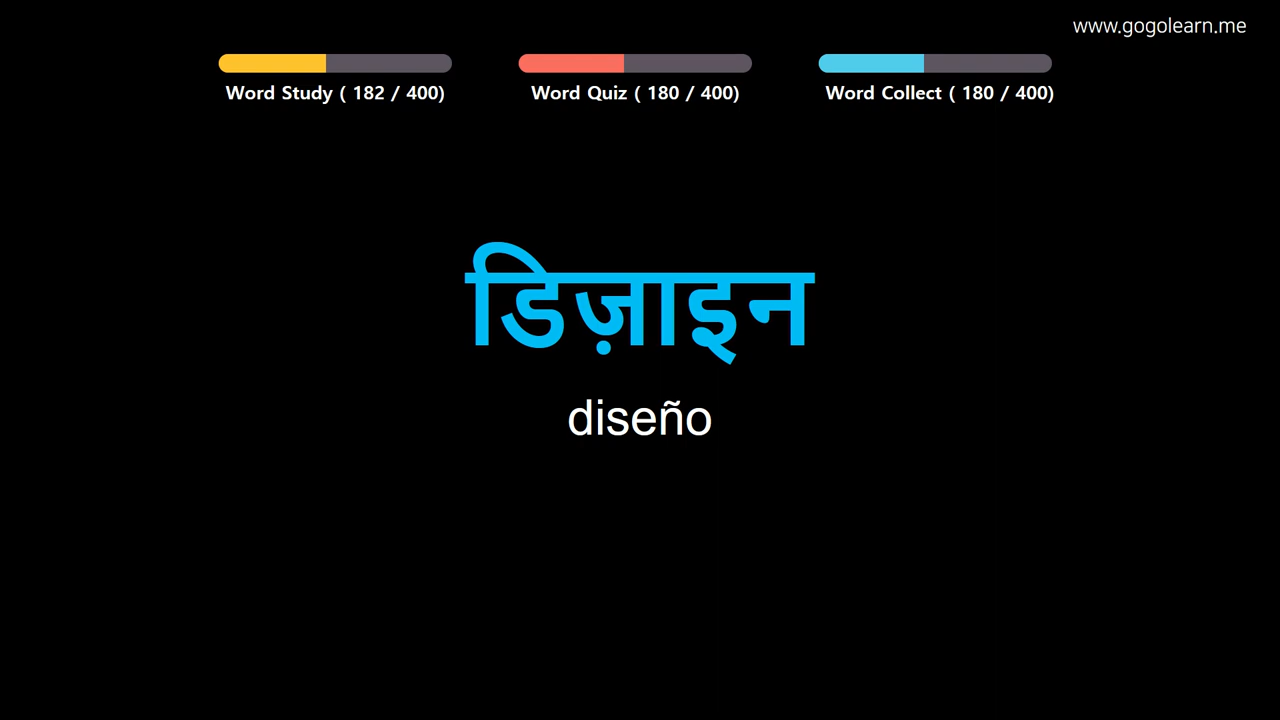 www.gogolearn.me
Word Study ( 182 / 400)
Word Quiz ( 180 / 400)
Word Collect ( 180 / 400)
डिज़ाइन
diseño